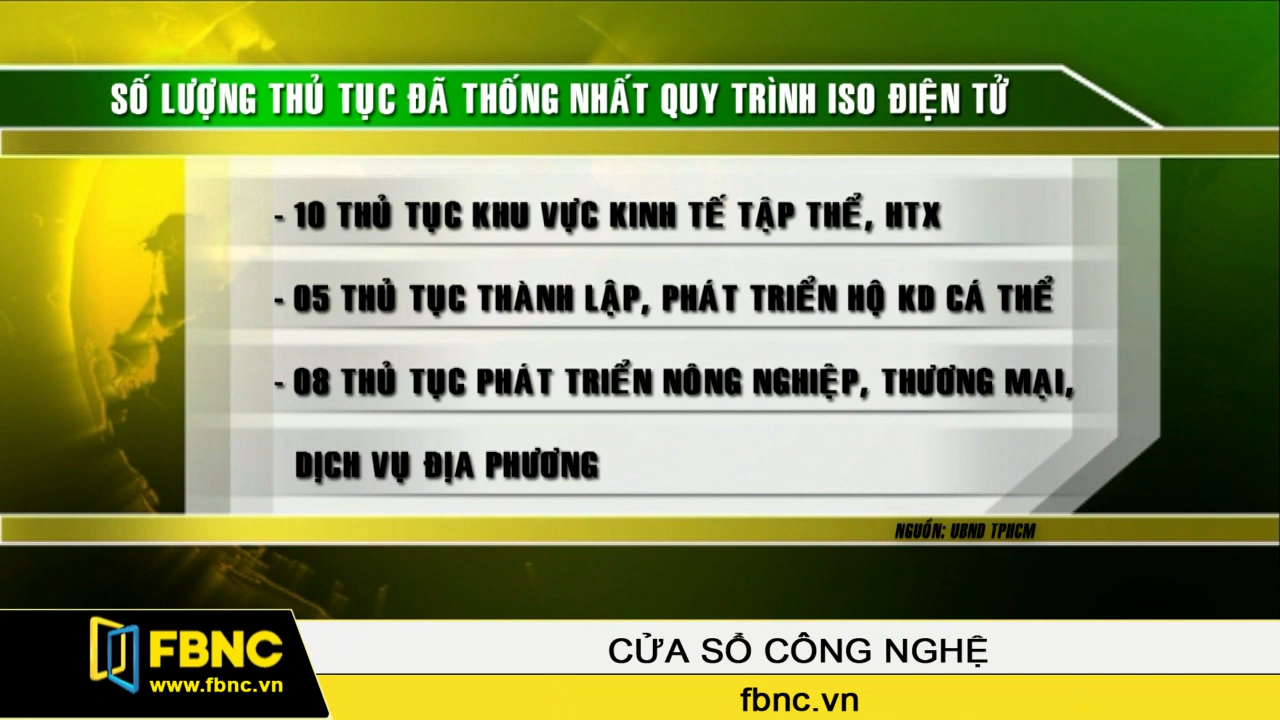 SỐ LƯỢNG THỦ TỤC ĐÃ THỐNG NHẤT QUY TRÌNH ISO ĐIỆN TỬ
- 10 THỦ TỤC KHU VỰC KINH TẾ TẬP THỂ, HTX
- 05 THỦ TỤC THÀNH LẬP, PHÁT TRIỂN HỘ KD CÁ THỂ
- 08 THỦ TỤC PHÁT TRIỂN NÔNG NGHIỆP, THƯƠNG MẠI,
DỊCH VỤ ĐỊA PHƯƠNG
NGUỒN: UBND TPHCM
FBNC
www.fbnc.vn
CỬA SỔ CÔNG NGHỆ
fbnc.vn